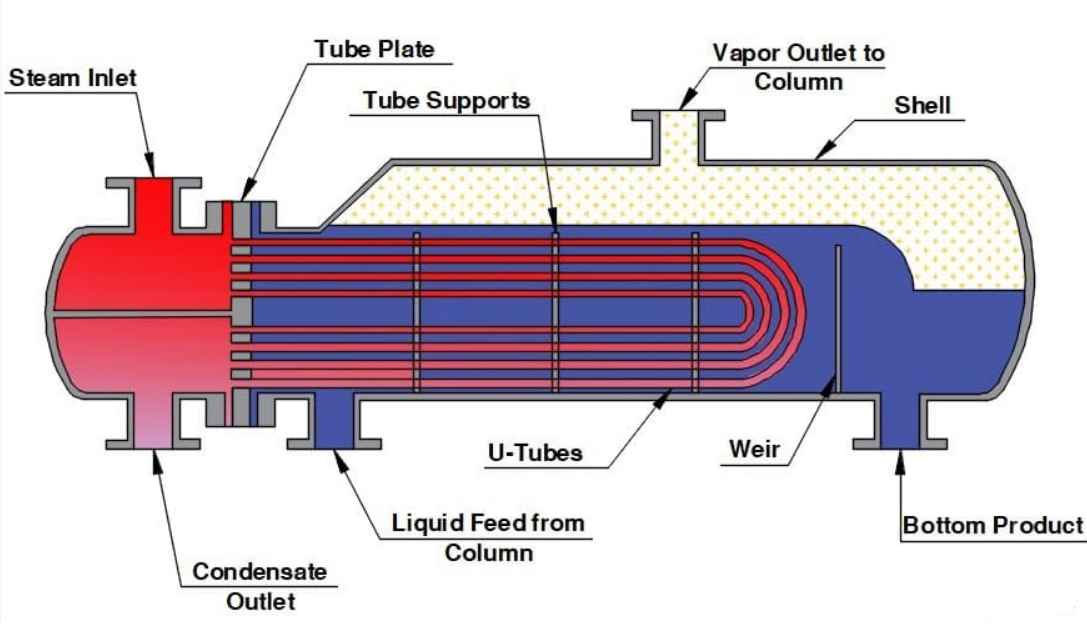 Tube Plate
Steam Inlet
Vapor Outlet to
Column
Tube Supports
Shell
U-Tubes
Weir
Liquid Feed from
Column
Bottom Product
Condensate
Outlet